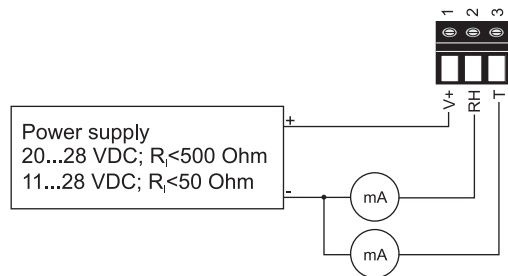 1 2 3
V+ RH T
Power supply
20...28 VDC; Rₗ<500 Ohm
11...28 VDC; Rₗ<50 Ohm
+
-
mA
mA